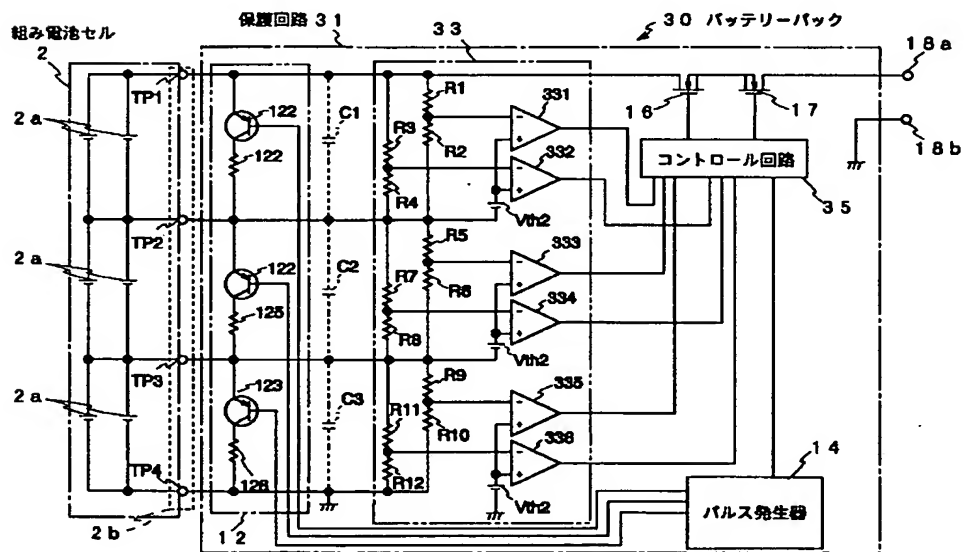 保護回路 31
30 バッテリーパック
組み電池セル
2
33
18a
TP1
R1
331
16
17
122
C1
R3
R2
2a
332
18b
122
R4
コントロール回路
35
TP2
Vth2
R5
333
122
C2
R7
R6
2a
334
125
R8
TP3
Vth2
R9
335
123
C3
R11
2a
R10
336
14
TP4
R12
126
Vth2
パルス発生器
2b
12